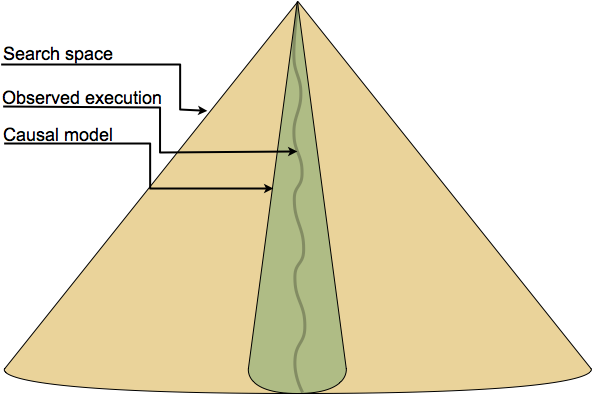 Search space
Observed execution
Causal model